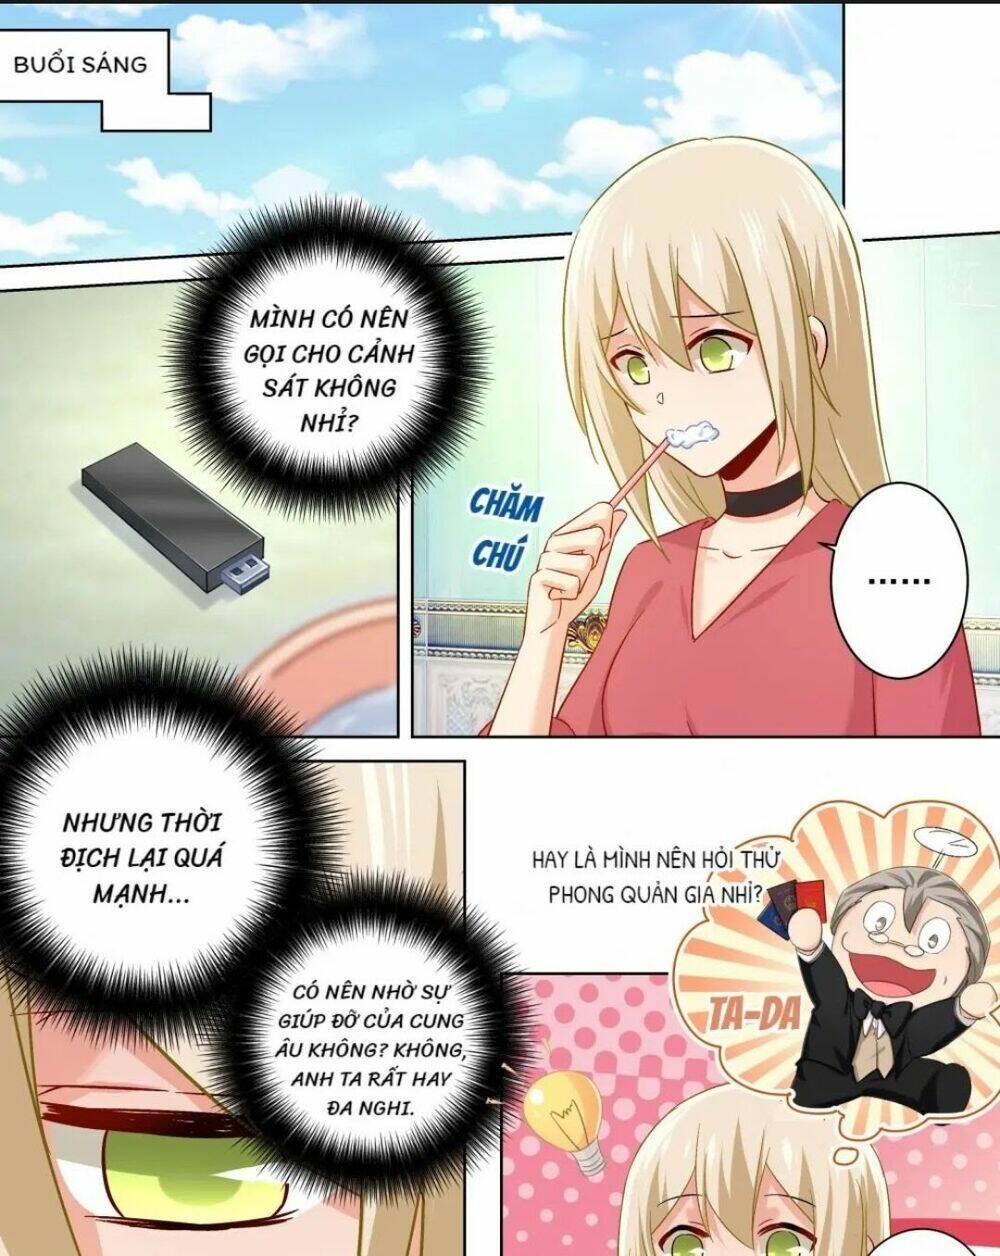 BUỔI SÁNG
MÌNH CÓ NÊN
GỌI CHO CẢNH
SÁT KHÔNG
NHỈ?
CHĂM
CHÚ
.......
NHƯNG THỜI
ĐỊCH LẠI QUÁ
MẠNH...
HAY LÀ MÌNH NÊN HỎI THỬ
PHONG QUẢN GIA NHỈ?
TA-DA
CÓ NÊN NHỜ SỰ
GIÚP ĐỠ CỦA CUNG
ÂU KHÔNG? KHÔNG,
ANH TA RẤT HAY
ĐA NGHI.